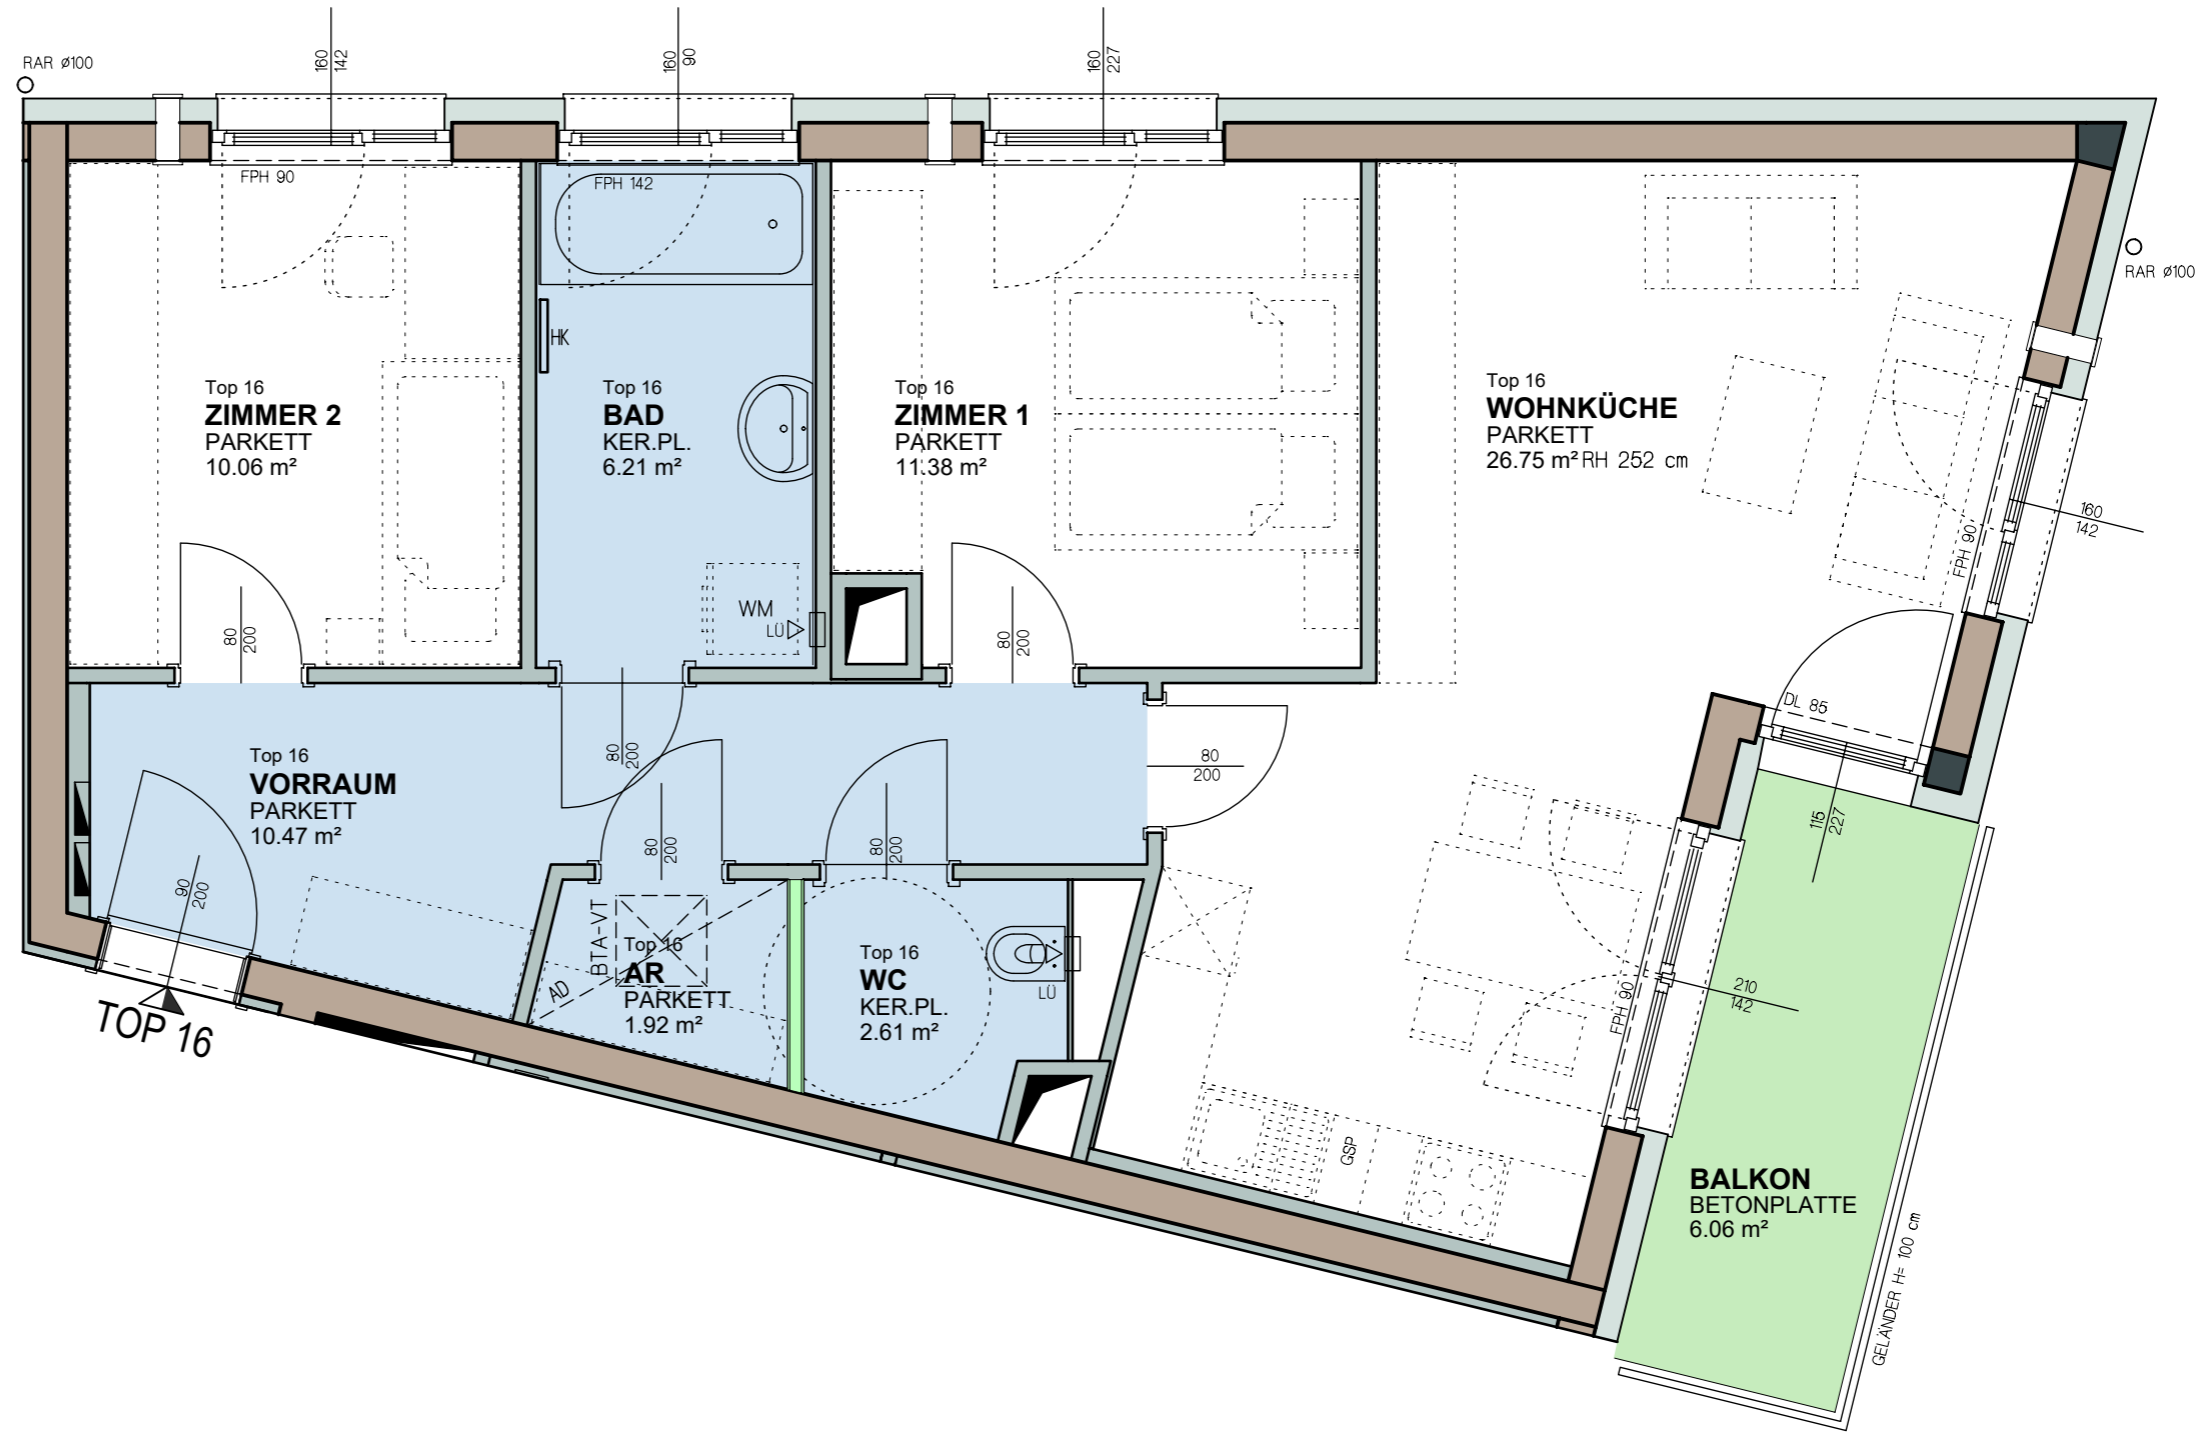 RAR ø100
160
142
160
90
160
227
FPH 90
FPH 142
RAR ø100
HK
Top 16
ZIMMER 2
PARKETT
10.06 m²
Top 16
BAD
KER.PL.
6.21 m²
Top 16
ZIMMER 1
PARKETT
11.38 m²
Top 16
WOHNKÜCHE
PARKETT
26.75 m² RH 252 cm
160
142
FPH 90
WM
LÜ
80
200
80
200
DL 85
80
200
80
200
115
227
Top 16
VORRAUM
PARKETT
10.47 m²
80
200
80
200
90
200
BTA-VT
AD
Top 16
AR
PARKETT
1.92 m²
Top 16
WC
KER.PL.
2.61 m²
LÜ
FPH 90
210
142
TOP 16
GSP
BALKON
BETONPLATTE
6.06 m²
GELÄNDER H= 100 cm